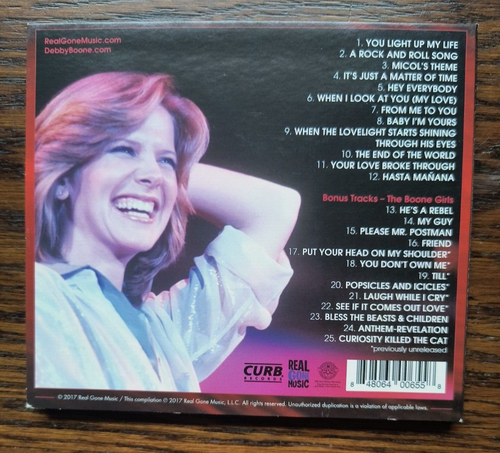 RealGoneMusic.com
DebbyBoone.com
1. YOU LIGHT UP MY LIFE
2. A ROCK AND ROLL SONG
3. MICOL'S THEME
4. IT'S JUST A MATTER OF TIME
5. HEY EVERYBODY
6. WHEN I LOOK AT YOU (MY LOVE)
7. FROM ME TO YOU
8. BABY I'M YOURS
9. WHEN THE LOVELIGHT STARTS SHINING
THROUGH HIS EYES
10. THE END OF THE WORLD
11. YOUR LOVE BROKE THROUGH
12. HASTA MAÑANA
Bonus Tracks – The Boone Girls
13. HE'S A REBEL
14. MY GUY
15. PLEASE MR. POSTMAN
16. FRIEND
17. PUT YOUR HEAD ON MY SHOULDER*
18. YOU DON'T OWN ME*
19. TILL*
20. POPSICLES AND ICICLES*
21. LAUGH WHILE I CRY*
22. SEE IF IT COMES OUT LOVE*
23. BLESS THE BEASTS & CHILDREN
24. ANTHEM-REVELATION
25. CURIOSITY KILLED THE CAT
*previously unreleased
CURB
RECORDS
REAL
GONE
MUSIC
8 48064 00655 8
© 2017 Real Gone Music / This compilation ℗ 2017 Real Gone Music, L.L.C. All rights reserved. Unauthorized duplication is a violation of applicable laws.